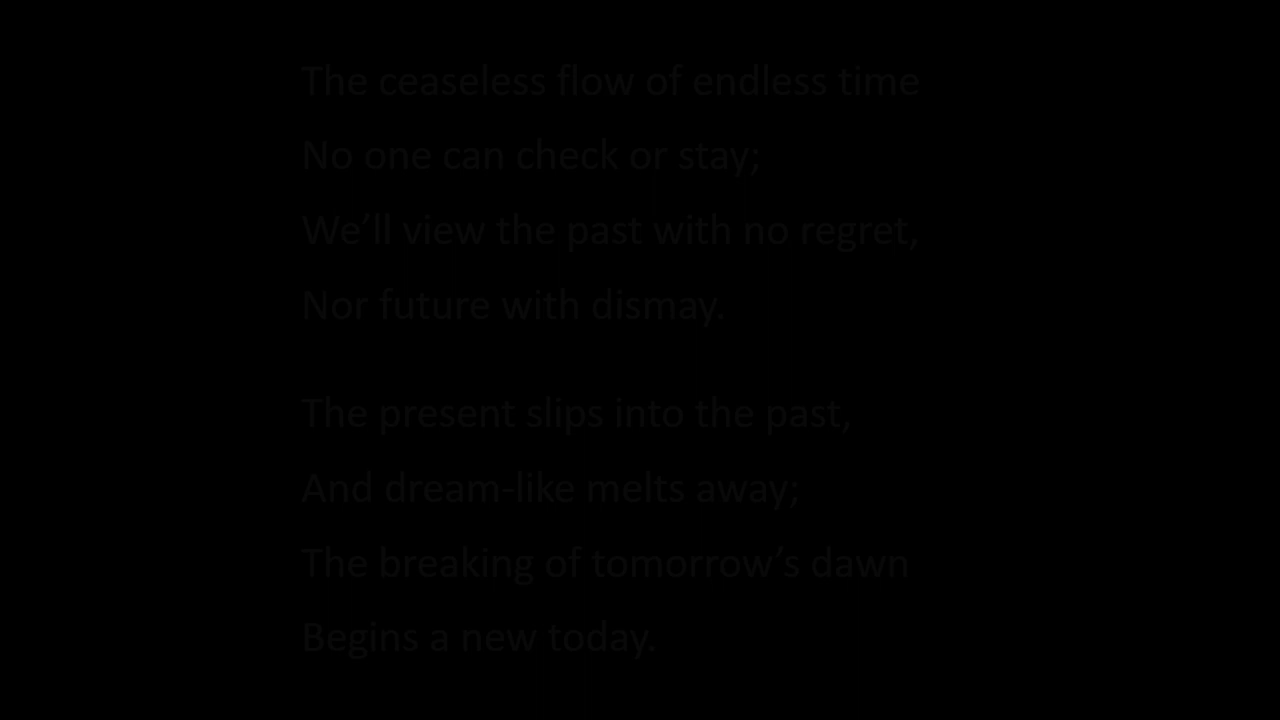 The ceaseless flow of endless time
No one can check or stay;
We’ll view the past with no regret,
Nor future with dismay.
The present slips into the past,
And dream-like melts away;
The breaking of tomorrow’s dawn
Begins a new today.